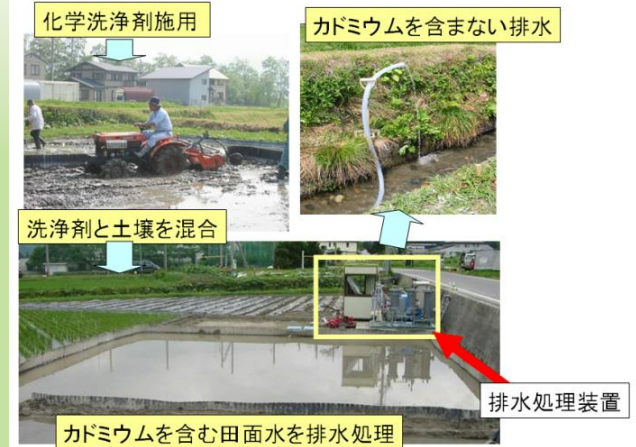 化学洗浄剤施用
カドミウムを含まない排水
洗浄剤と土壌を混合
排水処理装置
カドミウムを含む田面水を排水処理